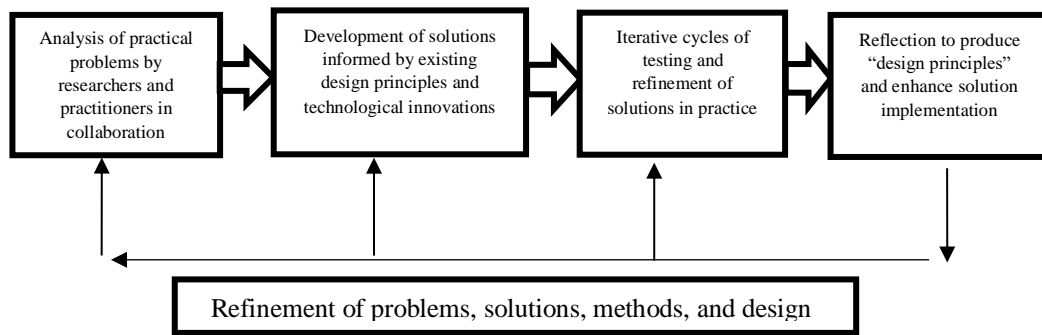 Analysis of practical
problems by
researchers and
practitioners in
collaboration
Development of solutions
informed by existing
design principles and
technological innovations
Iterative cycles of
testing and
refinement of
solutions in practice
Reflection to produce
“design principles”
and enhance solution
implementation
Refinement of problems, solutions, methods, and design